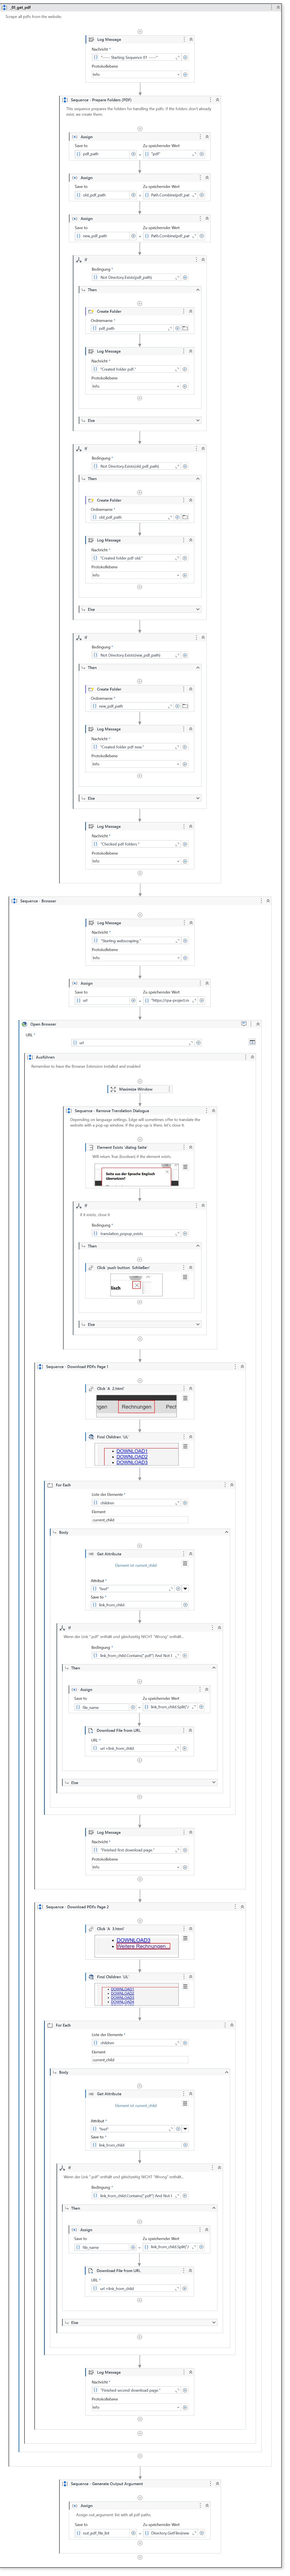 _01_get_pdf
Scrape all pdfs from the website.
Log Message
Nachricht *
"----- Starting Sequence 01 -----"
Protokollebene
Info
Sequence - Prepare Folders (PDF)
This sequence prepares the folders for handling the pdfs. If the folders don't already exist, we create them.
Assign
Save to
Zu speichernder Wert
pdf_path
=
"pdf"
Assign
Save to
Zu speichernder Wert
old_pdf_path
=
Path.Combine(pdf_pat
Assign
Save to
Zu speichernder Wert
new_pdf_path
=
Path.Combine(pdf_pat
If
Bedingung *
Not Directory.Exists(pdf_path)
Then
Create Folder
Ordnername *
pdf_path
Log Message
Nachricht *
"Created folder pdf."
Protokollebene
Info
Else
If
Bedingung *
Not Directory.Exists(old_pdf_path)
Then
Create Folder
Ordnername *
old_pdf_path
Log Message
Nachricht *
"Created folder pdf old."
Protokollebene
Info
Else
If
Bedingung *
Not Directory.Exists(new_pdf_path)
Then
Create Folder
Ordnername *
new_pdf_path
Log Message
Nachricht *
"Created folder pdf new."
Protokollebene
Info
Else
Log Message
Nachricht *
"Checked pdf folders."
Protokollebene
Info
Sequence - Browser
Log Message
Nachricht *
"Starting webscraping."
Protokollebene
Info
Assign
Save to
Zu speichernder Wert
url
=
"https://rpa-project.m
Open Browser
URL *
url
Ausführen
Remember to have the Browser Extension installed and enabled
Maximize Window
Sequence - Remove Translation Dialogue
Depending on language settings, Edge will sometimes offer to translate the website with a pop up window. If the pop up is there, let's close it.
Element Exists 'dialog Seite'
Will return True (boolean) if the element exists.
Seite aus der Sprache Englisch
übersetzen?
If
If it exists, close it
Bedingung *
translation_popup_exists
Then
Click 'push button Schließen'
lisch
Else
Sequence - Download PDFs Page 1
Click 'A 2.html'
ngen
Rechnungen
Pect
Find Children 'UL'
DOWNLOAD1
DOWNLOAD2
DOWNLOAD3
For Each
Liste der Elemente *
children
Element
current_child
Body
Get Attribute
Element ist current_child
Attribut *
"href"
Save to *
link_from_child
If
Wenn der Link ".pdf" enthält und gleichzeitig NICHT "Wrong" enthält...
Bedingung *
link_from_child.Contains(".pdf") And Not l
Then
Assign
Save to
Zu speichernder Wert
file_name
=
link_from_child.Split("/
Download File from URL
URL *
url +link_from_child
Else
Log Message
Nachricht *
"Finished first download page."
Protokollebene
Info
Sequence - Download PDFs Page 2
Click 'A 3.html'
DOWNLOAD3
Weitere Rechnungen...
Find Children 'UL'
DOWNLOAD1
DOWNLOAD2
DOWNLOAD3
DOWNLOAD4
For Each
Liste der Elemente *
children
Element
current_child
Body
Get Attribute
Element ist current_child
Attribut *
"href"
Save to *
link_from_child
If
Wenn der Link ".pdf" enthält und gleichzeitig NICHT "Wrong" enthält...
Bedingung *
link_from_child.Contains(".pdf") And Not l
Then
Assign
Save to
Zu speichernder Wert
file_name
=
link_from_child.Split("/
Download File from URL
URL *
url +link_from_child
Else
Log Message
Nachricht *
"Finished second download page."
Protokollebene
Info
Sequence - Generate Output Argument
Assign
Assign out_argument list with all pdf paths.
Save to
Zu speichernder Wert
out_pdf_file_list
=
Directory.GetFiles(new